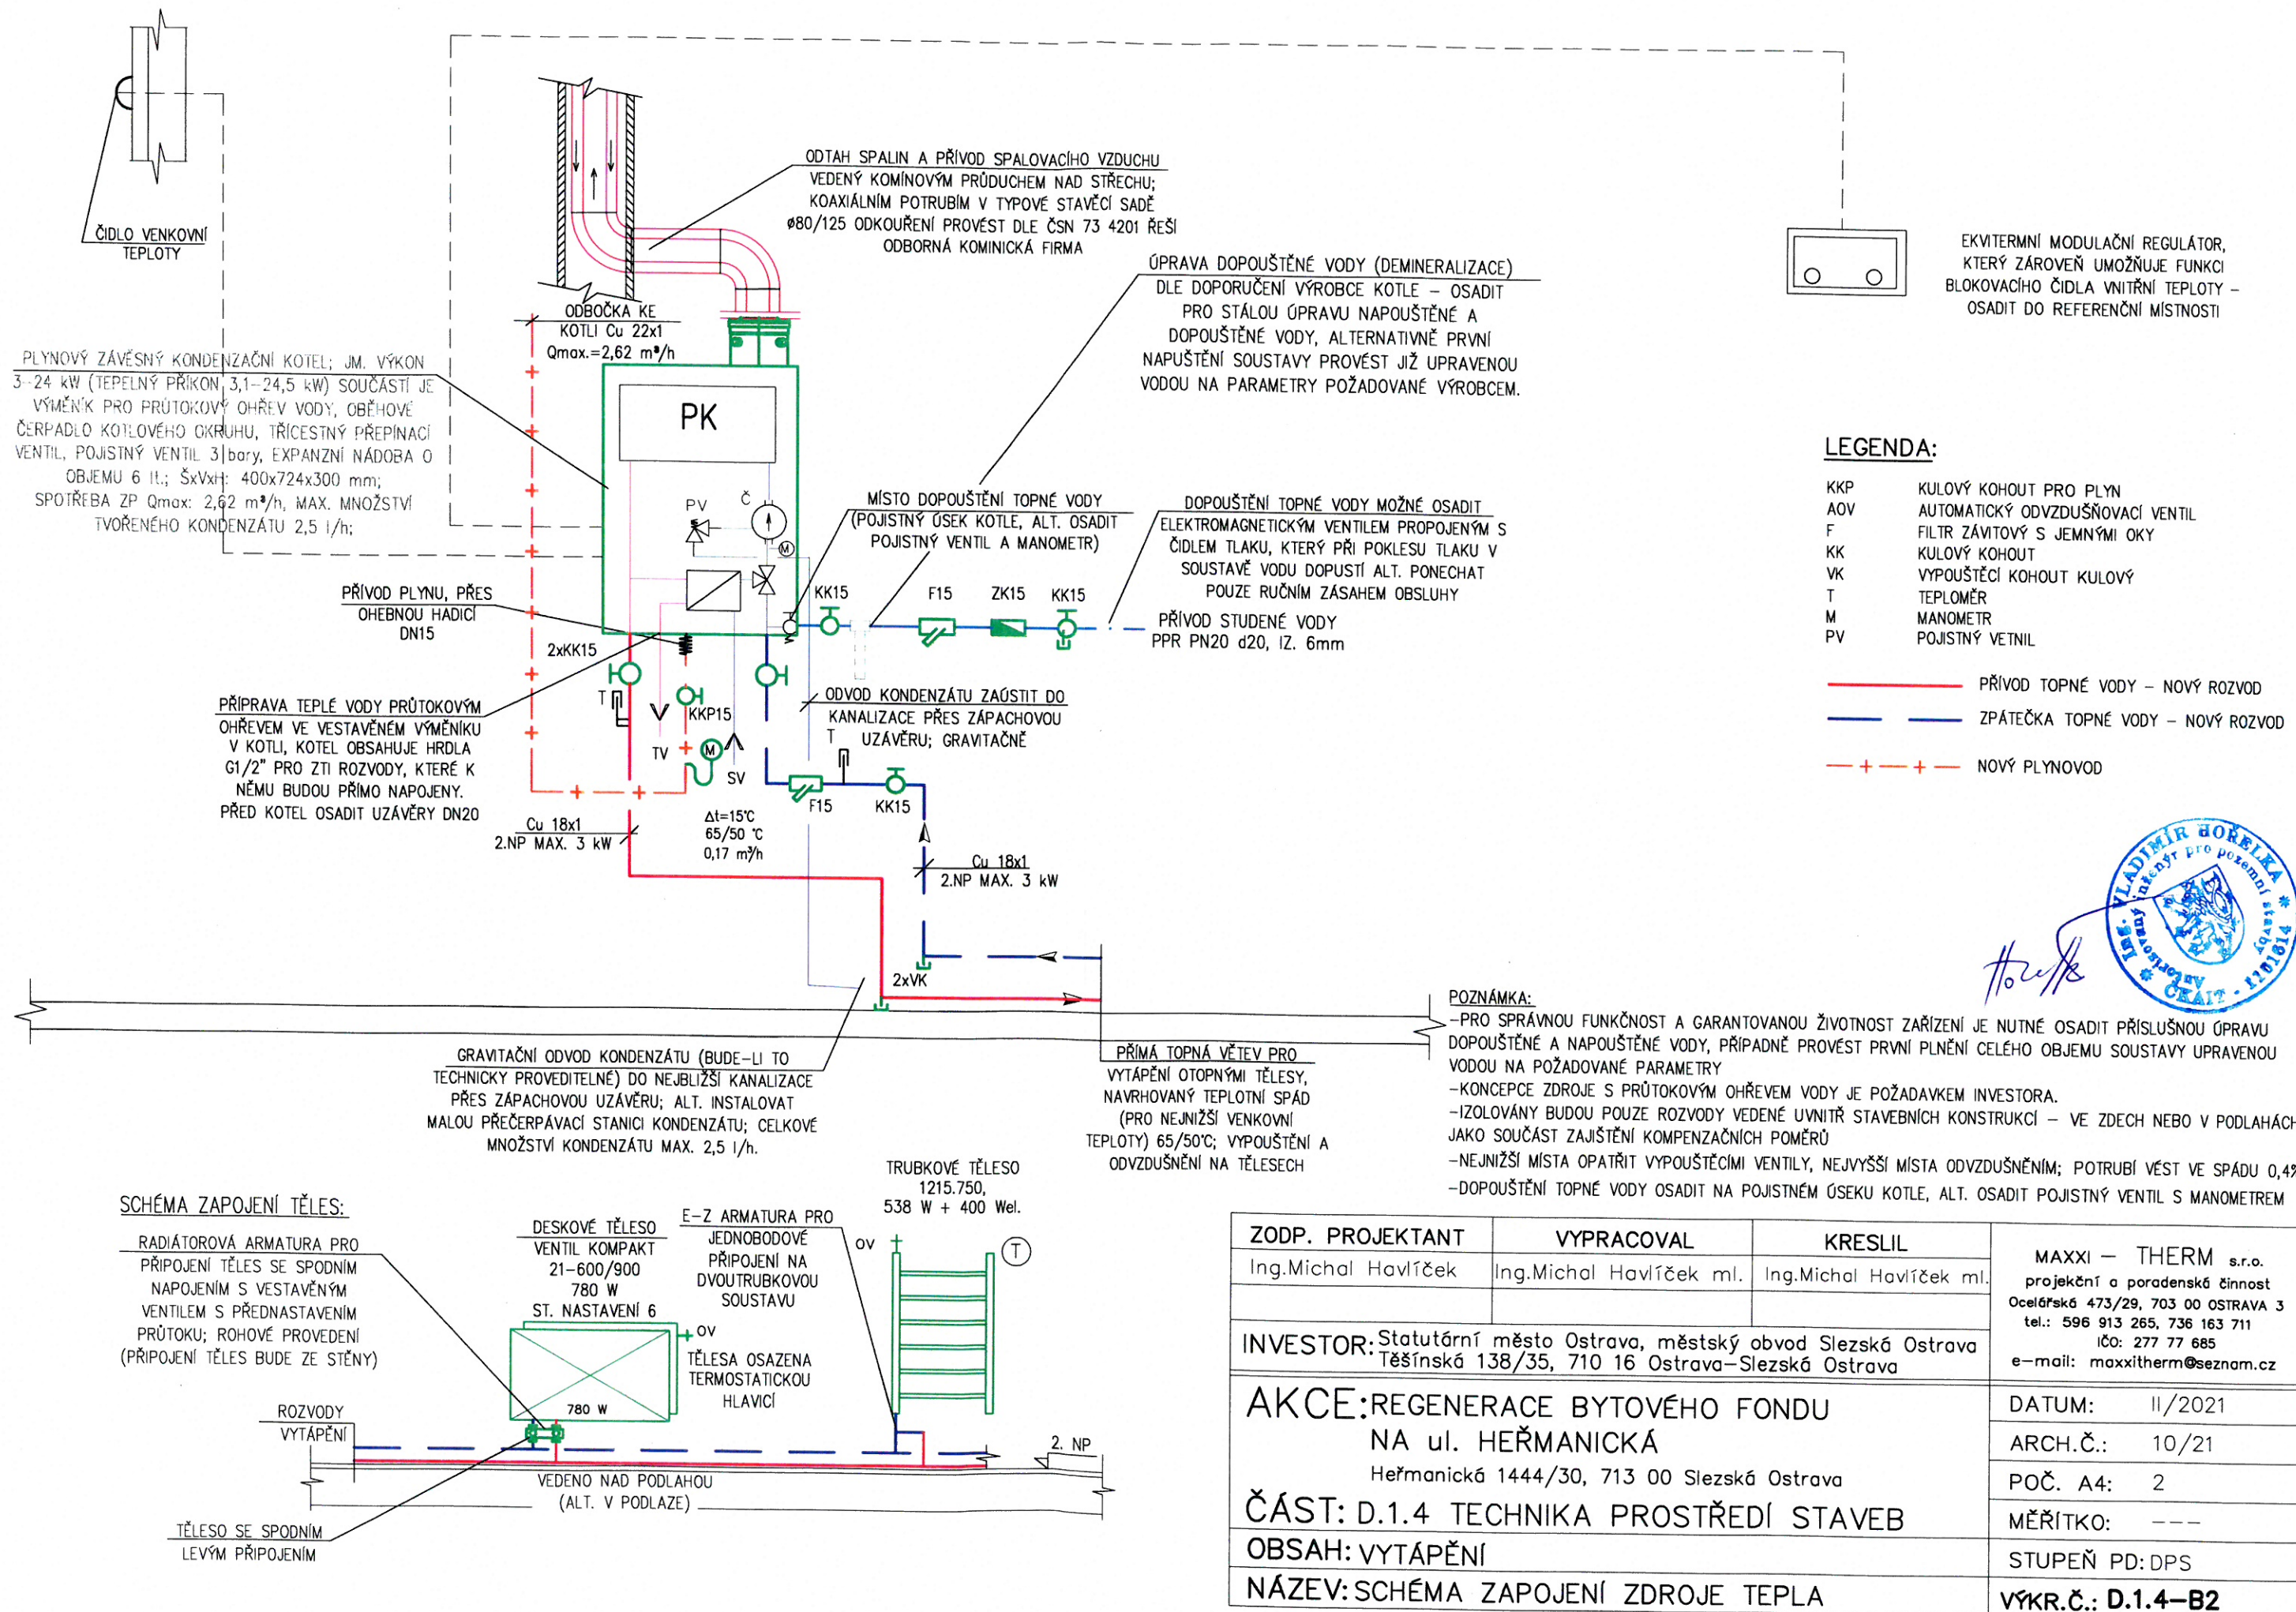 ČIDLO VENKOVNÍ
TEPLOTY
ODTAH SPALIN A PŘÍVOD SPALOVACÍHO VZDUCHU
VEDENÝ KOMÍNOVÝM PRŮDUCHEM NAD STŘECHU;
KOAXIÁLNÍM POTRUBÍM V TYPOVÉ STAVĚCÍ SADĚ
ø80/125 ODKOUŘENÍ PROVÉST DLE ČSN 73 4201 ŘEŠÍ
ODBORNÁ KOMINICKÁ FIRMA
EKVITERMNÍ MODULAČNÍ REGULÁTOR,
KTERÝ ZÁROVEŇ UMOŽŇUJE FUNKCI
BLOKOVACÍHO ČIDLA VNITŘNÍ TEPLOTY –
OSADIT DO REFERENČNÍ MÍSTNOSTI
ÚPRAVA DOPOUŠTĚNÉ VODY (DEMINERALIZACE)
DLE DOPORUČENÍ VÝROBCE KOTLE – OSADIT
PRO STÁLOU ÚPRAVU NAPOUŠTĚNÉ A
DOPOUŠTĚNÉ VODY, ALTERNATIVNĚ PRVNÍ
NAPUŠTĚNÍ SOUSTAVY PROVÉST JIŽ UPRAVENOU
VODOU NA PARAMETRY POŽADOVANÉ VÝROBCEM.
ODBOČKA KE
KOTLI Cu 22x1
Qmax.=2,62 m³/h
PLYNOVÝ ZÁVĚSNÝ KONDENZAČNÍ KOTEL; JM. VÝKON
3–24 kW (TEPELNÝ PŘÍKON 3,1–24,5 kW) SOUČÁSTÍ JE
VÝMĚNÍK PRO PRŮTOKOVÝ OHŘEV VODY, OBĚHOVÉ
ČERPADLO KOTLOVÉHO OKRUHU, TŘÍCESTNÝ PŘEPÍNACÍ
VENTIL, POJISTNÝ VENTIL 3 bary, EXPANZNÍ NÁDOBA O
OBJEMU 6 lt.; ŠxVxH: 400x724x300 mm;
SPOTŘEBA ZP Qmax: 2,62 m³/h, MAX. MNOŽSTVÍ
TVOŘENÉHO KONDENZÁTU 2,5 l/h;
PK
PV
Č
M
MÍSTO DOPOUŠTĚNÍ TOPNÉ VODY
(POJISTNÝ ÚSEK KOTLE, ALT. OSADIT
POJISTNÝ VENTIL A MANOMETR)
DOPOUŠTĚNÍ TOPNÉ VODY MOŽNÉ OSADIT
ELEKTROMAGNETICKÝM VENTILEM PROPOJENÝM S
ČIDLEM TLAKU, KTERÝ PŘI POKLESU TLAKU V
SOUSTAVĚ VODU DOPUSTÍ ALT. PONECHAT
POUZE RUČNÍM ZÁSAHEM OBSLUHY
KK15
F15
ZK15
KK15
PŘÍVOD STUDENÉ VODY
PPR PN20 d20, IZ. 6mm
LEGENDA:
KKP KULOVÝ KOHOUT PRO PLYN
AOV AUTOMATICKÝ ODVZDUŠŇOVACÍ VENTIL
F FILTR ZÁVITOVÝ S JEMNÝMI OKY
KK KULOVÝ KOHOUT
VK VYPOUŠTĚCÍ KOHOUT KULOVÝ
T TEPLOMĚR
M MANOMETR
PV POJISTNÝ VETNIL
PŘÍVOD TOPNÉ VODY – NOVÝ ROZVOD
ZPÁTEČKA TOPNÉ VODY – NOVÝ ROZVOD
NOVÝ PLYNOVOD
PŘÍVOD PLYNU, PŘES
OHEBNOU HADICÍ
DN15
2xKK15
PŘÍPRAVA TEPLÉ VODY PRŮTOKOVÝM
OHŘEVEM VE VESTAVĚNÉM VÝMĚNÍKU
V KOTLI, KOTEL OBSAHUJE HRDLA
G1/2" PRO ZTI ROZVODY, KTERÉ K
NĚMU BUDOU PŘÍMO NAPOJENY.
PŘED KOTEL OSADIT UZÁVĚRY DN20
T
KKP15
TV
M
SV
ODVOD KONDENZÁTU ZAÚSTIT DO
KANALIZACE PŘES ZÁPACHOVOU
UZÁVĚRU; GRAVITAČNĚ
T
F15
KK15
Cu 18x1
2.NP MAX. 3 kW
Δt=15°C
65/50 °C
0,17 m³/h
Cu 18x1
2.NP MAX. 3 kW
2xVK
Ing. VLADIMÍR HOŘELKA
Autorizovaný inženýr pro pozemní stavby
ČKAIT - 1101814
GRAVITAČNÍ ODVOD KONDENZÁTU (BUDE–LI TO
TECHNICKY PROVEDITELNÉ) DO NEJBLIŽŠÍ KANALIZACE
PŘES ZÁPACHOVOU UZÁVĚRU; ALT. INSTALOVAT
MALOU PŘEČERPÁVACÍ STANICI KONDENZÁTU; CELKOVÉ
MNOŽSTVÍ KONDENZÁTU MAX. 2,5 l/h.
PŘÍMÁ TOPNÁ VĚTEV PRO
VYTÁPĚNÍ OTOPNÝMI TĚLESY,
NAVRHOVANÝ TEPLOTNÍ SPÁD
(PRO NEJNIŽŠÍ VENKOVNÍ
TEPLOTY) 65/50°C; VYPOUŠTĚNÍ A
ODVZDUŠNĚNÍ NA TĚLESECH
POZNÁMKA:
–PRO SPRÁVNOU FUNKČNOST A GARANTOVANOU ŽIVOTNOST ZAŘÍZENÍ JE NUTNÉ OSADIT PŘÍSLUŠNOU ÚPRAVU
DOPOUŠTĚNÉ A NAPOUŠTĚNÉ VODY, PŘÍPADNĚ PROVÉST PRVNÍ PLNĚNÍ CELÉHO OBJEMU SOUSTAVY UPRAVENOU
VODOU NA POŽADOVANÉ PARAMETRY
–KONCEPCE ZDROJE S PRŮTOKOVÝM OHŘEVEM VODY JE POŽADAVKEM INVESTORA.
–IZOLOVÁNY BUDOU POUZE ROZVODY VEDENÉ UVNITŘ STAVEBNÍCH KONSTRUKCÍ – VE ZDECH NEBO V PODLAHÁCH
JAKO SOUČÁST ZAJIŠTĚNÍ KOMPENZAČNÍCH POMĚRŮ
–NEJNIŽŠÍ MÍSTA OPATŘIT VYPOUŠTĚCÍMI VENTILY, NEJVYŠŠÍ MÍSTA ODVZDUŠNĚNÍM; POTRUBÍ VÉST VE SPÁDU 0,4%
–DOPOUŠTĚNÍ TOPNÉ VODY OSADIT NA POJISTNÉM ÚSEKU KOTLE, ALT. OSADIT POJISTNÝ VENTIL S MANOMETREM
SCHÉMA ZAPOJENÍ TĚLES:
RADIÁTOROVÁ ARMATURA PRO
PŘIPOJENÍ TĚLES SE SPODNÍM
NAPOJENÍM S VESTAVĚNÝM
VENTILEM S PŘEDNASTAVENÍM
PRŮTOKU; ROHOVÉ PROVEDENÍ
(PŘIPOJENÍ TĚLES BUDE ZE STĚNY)
DESKOVÉ TĚLESO
VENTIL KOMPAKT
21–600/900
780 W
ST. NASTAVENÍ 6
E–Z ARMATURA PRO
JEDNOBODOVÉ
PŘIPOJENÍ NA
DVOUTRUBKOVOU
SOUSTAVU
TRUBKOVÉ TĚLESO
1215.750,
538 W + 400 Wel.
OV
T
OV
TĚLESA OSAZENA
TERMOSTATICKOU
HLAVICÍ
780 W
ROZVODY
VYTÁPĚNÍ
2. NP
VEDENO NAD PODLAHOU
(ALT. V PODLAZE)
TĚLESO SE SPODNÍM
LEVÝM PŘIPOJENÍM
ZODP. PROJEKTANT VYPRACOVAL KRESLIL
Ing.Michal Havlíček Ing.Michal Havlíček ml. Ing.Michal Havlíček ml.
MAXXI – THERM s.r.o.
projekční a poradenská činnost
Ocelářská 473/29, 703 00 OSTRAVA 3
tel.: 596 913 265, 736 163 711
IČO: 277 77 685
e–mail: maxxitherm@seznam.cz
INVESTOR: Statutární město Ostrava, městský obvod Slezská Ostrava
Těšínská 138/35, 710 16 Ostrava–Slezská Ostrava
AKCE: REGENERACE BYTOVÉHO FONDU
NA ul. HEŘMANICKÁ
Heřmanická 1444/30, 713 00 Slezská Ostrava
ČÁST: D.1.4 TECHNIKA PROSTŘEDÍ STAVEB
OBSAH: VYTÁPĚNÍ
NÁZEV: SCHÉMA ZAPOJENÍ ZDROJE TEPLA
DATUM: II/2021
ARCH.Č.: 10/21
POČ. A4: 2
MĚŘÍTKO: –––
STUPEŇ PD: DPS
VÝKR.Č.: D.1.4–B2